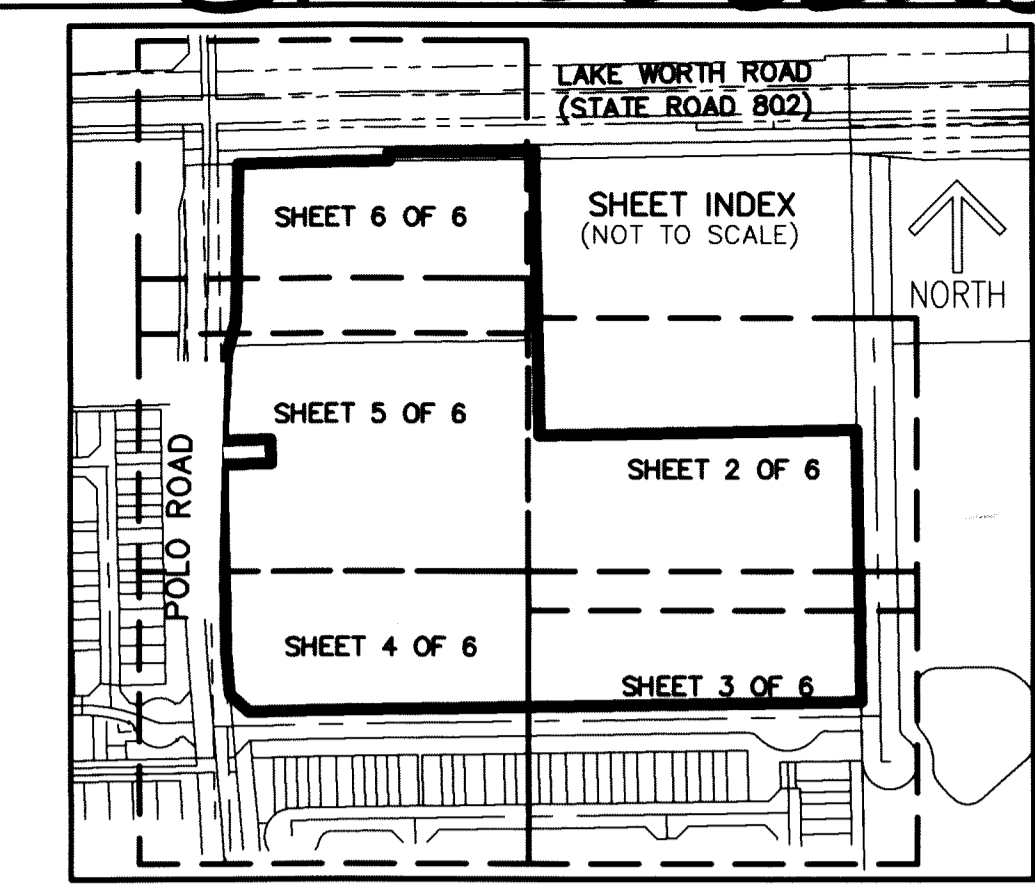 LAKE WORTH ROAD
(STATE ROAD 802)
SHEET 6 OF 6
SHEET INDEX
(NOT TO SCALE)
NORTH
SHEET 5 OF 6
POLO ROAD
SHEET 2 OF 6
SHEET 4 OF 6
SHEET 3 OF 6